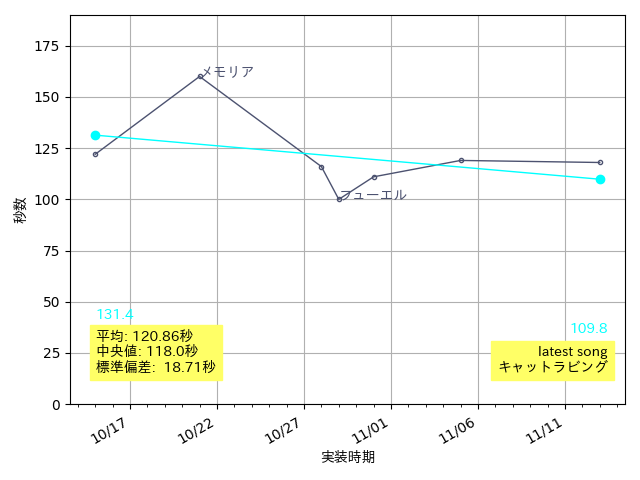 175
150
125
100
75
50
25
0
秒数
メモリア
フューエル
131.4
109.8
平均: 120.86秒
中央値: 118.0秒
標準偏差: 18.71秒
latest song
キャットラビング
10/17
10/22
10/27
11/01
11/06
11/11
実装時期